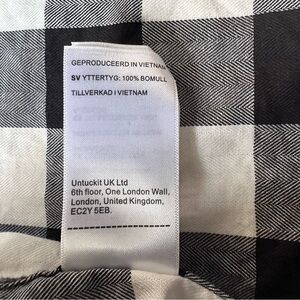 GEPRODUCEERD IN VIETNAM
SV YTTERTYG: 100% BOMULL
TILLVERKAD I VIETNAM
Untuckit UK Ltd
6th floor, One London Wall,
London, United Kingdom,
EC2Y 5EB.